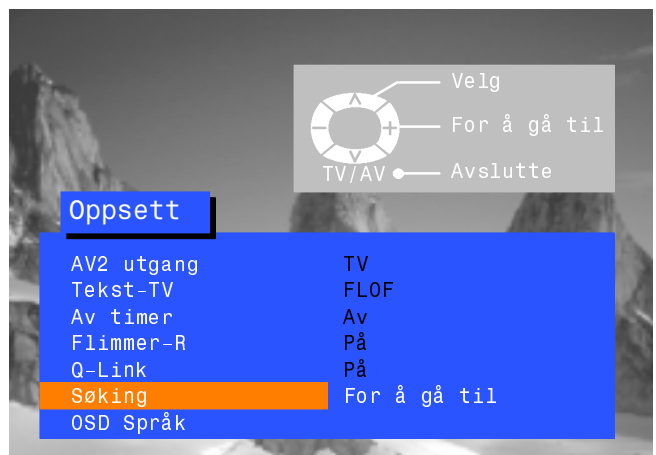 Velg
For å gå til
TV/AV Avslutte
Oppsett
AV2 utgang TV
Tekst-TV FLOF
Av timer Av
Flimmer-R På
Q-Link På
Søking For å gå til
OSD Språk